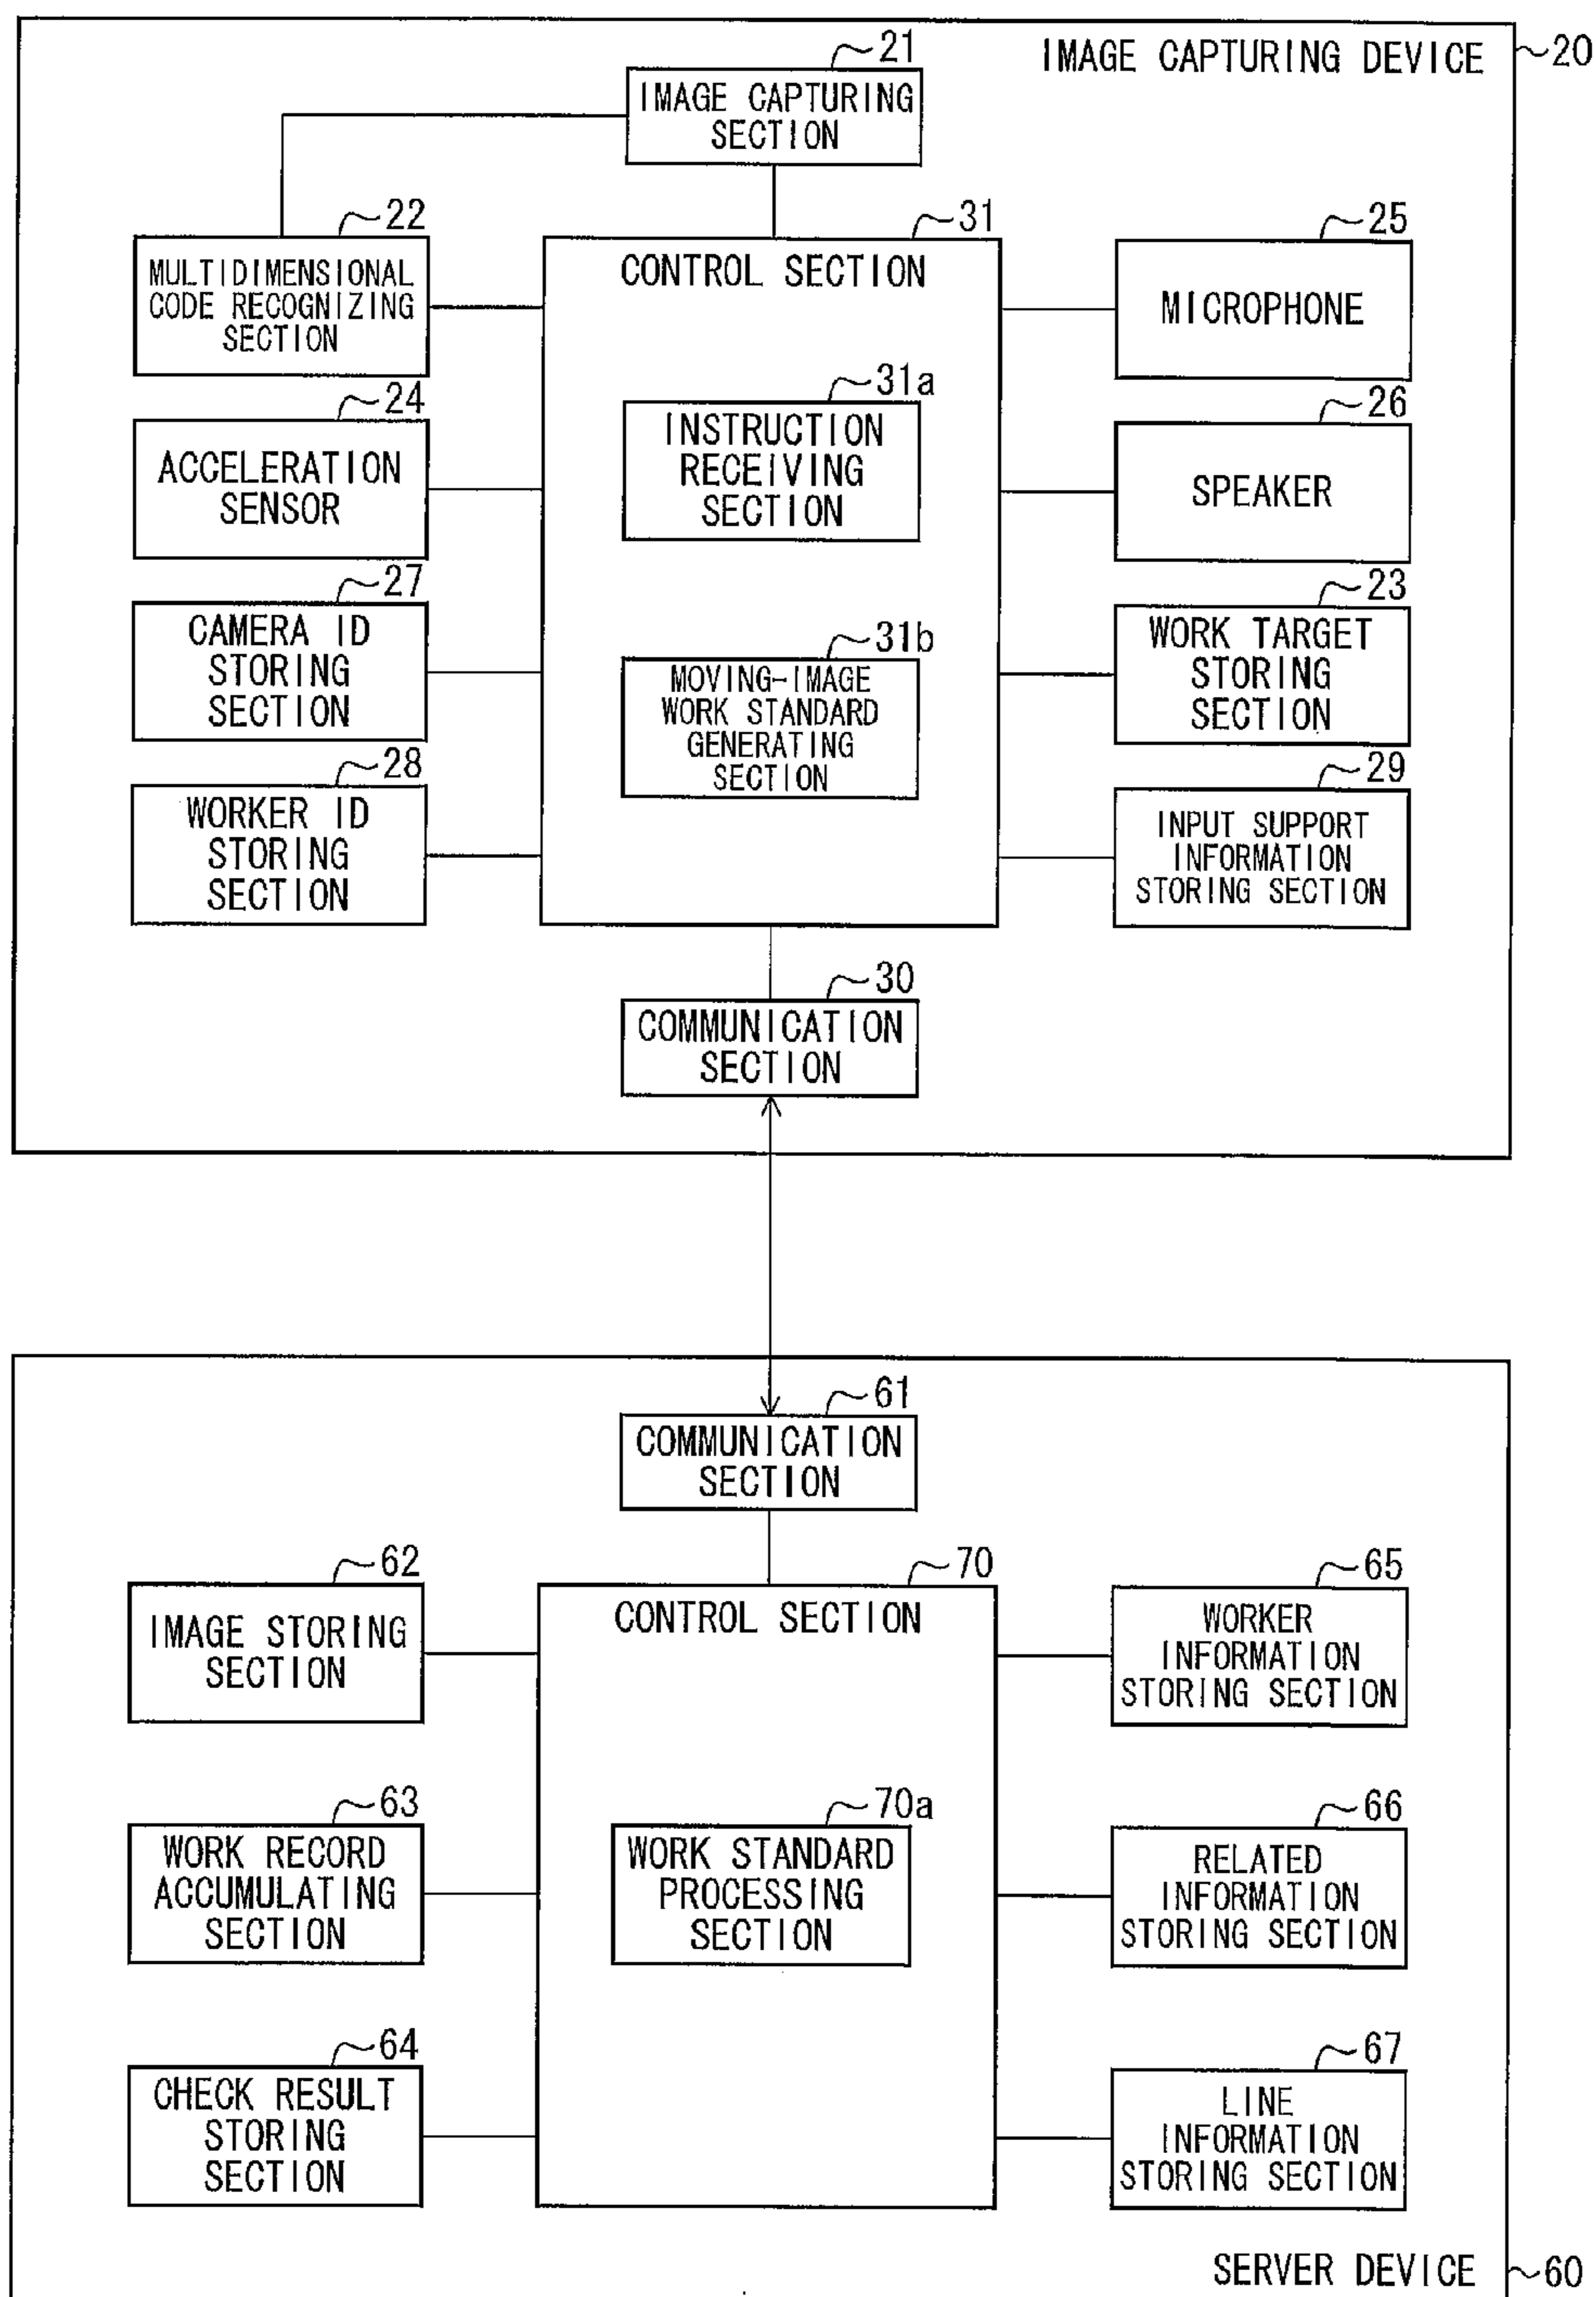 IMAGE CAPTURING DEVICE
20
21
IMAGE CAPTURING
SECTION
22
MULTIDIMENSIONAL
CODE RECOGNIZING
SECTION
31
CONTROL SECTION
25
MICROPHONE
24
ACCELERATION
SENSOR
31a
INSTRUCTION
RECEIVING
SECTION
26
SPEAKER
27
CAMERA ID
STORING
SECTION
31b
MOVING-IMAGE
WORK STANDARD
GENERATING
SECTION
23
WORK TARGET
STORING
SECTION
28
WORKER ID
STORING
SECTION
29
INPUT SUPPORT
INFORMATION
STORING SECTION
30
COMMUNICATION
SECTION
61
COMMUNICATION
SECTION
62
IMAGE STORING
SECTION
70
CONTROL SECTION
65
WORKER
INFORMATION
STORING SECTION
63
WORK RECORD
ACCUMULATING
SECTION
70a
WORK STANDARD
PROCESSING
SECTION
66
RELATED
INFORMATION
STORING SECTION
64
CHECK RESULT
STORING
SECTION
67
LINE
INFORMATION
STORING SECTION
SERVER DEVICE
60